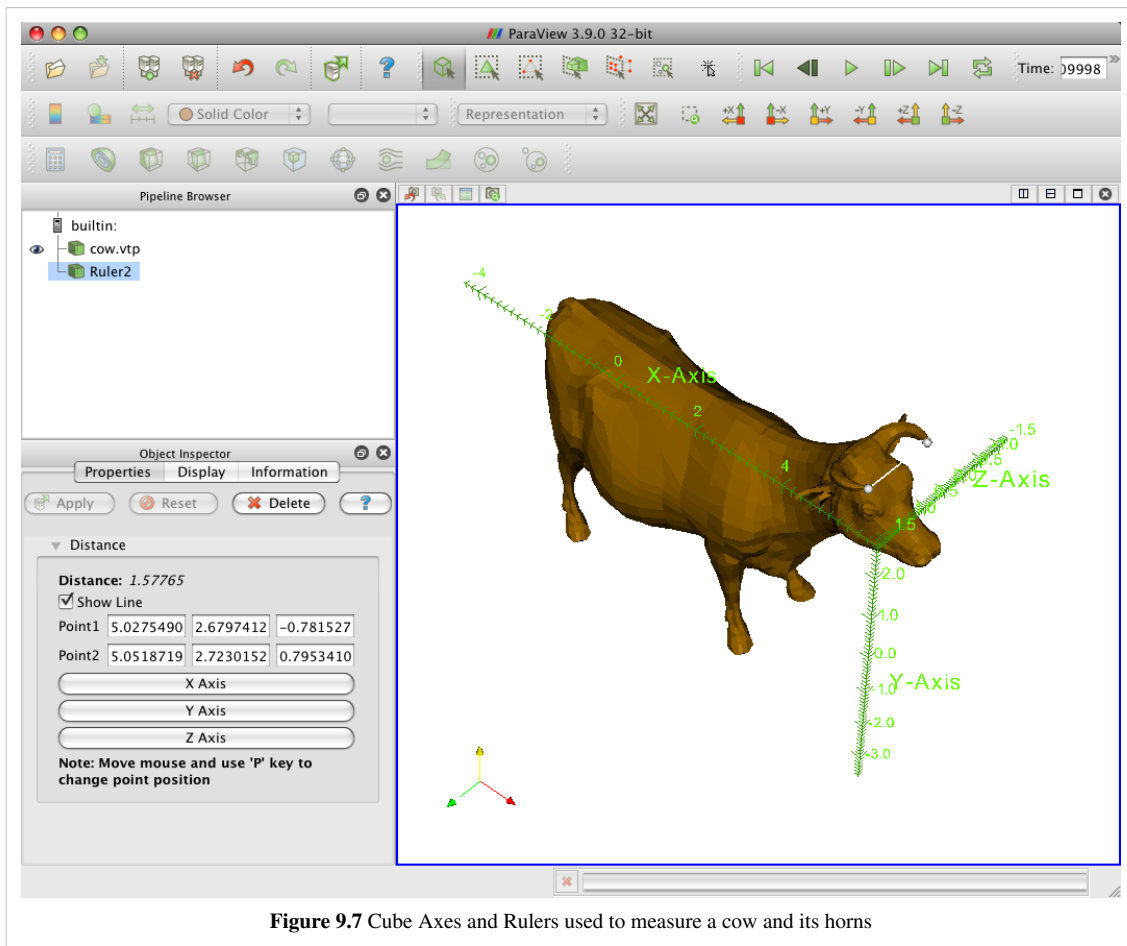 ParaView 3.9.0 32-bit
Time: 09998
Solid Color
Representation
+X -X +Y -Y +Z -Z
Pipeline Browser
builtin:
cow.vtp
Ruler2
Object Inspector
Properties Display Information
Apply Reset Delete ?
Distance
Distance: 1.57765
Show Line
Point1 5.0275490 2.6797412 -0.781527
Point2 5.0518719 2.7230152 0.7953410
X Axis
Y Axis
Z Axis
Note: Move mouse and use 'P' key to
change point position
-4
-2
0
X-Axis
2
4
-1.5
Z-Axis
1.5
2.0
1.0
0.0
-1.0
Y-Axis
-2.0
-3.0
Figure 9.7 Cube Axes and Rulers used to measure a cow and its horns